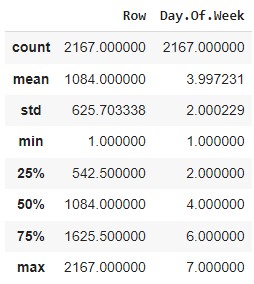 Row Day.Of.Week
count 2167.000000 2167.000000
mean 1084.000000 3.997231
std 625.703338 2.000229
min 1.000000 1.000000
25% 542.500000 2.000000
50% 1084.000000 4.000000
75% 1625.500000 6.000000
max 2167.000000 7.000000